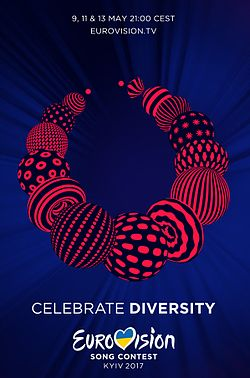 9, 11 & 13 MAY 21:00 CEST
EUROVISION.TV
CELEBRATE DIVERSITY
EUROVISION
SONG CONTEST
KYIV 2017